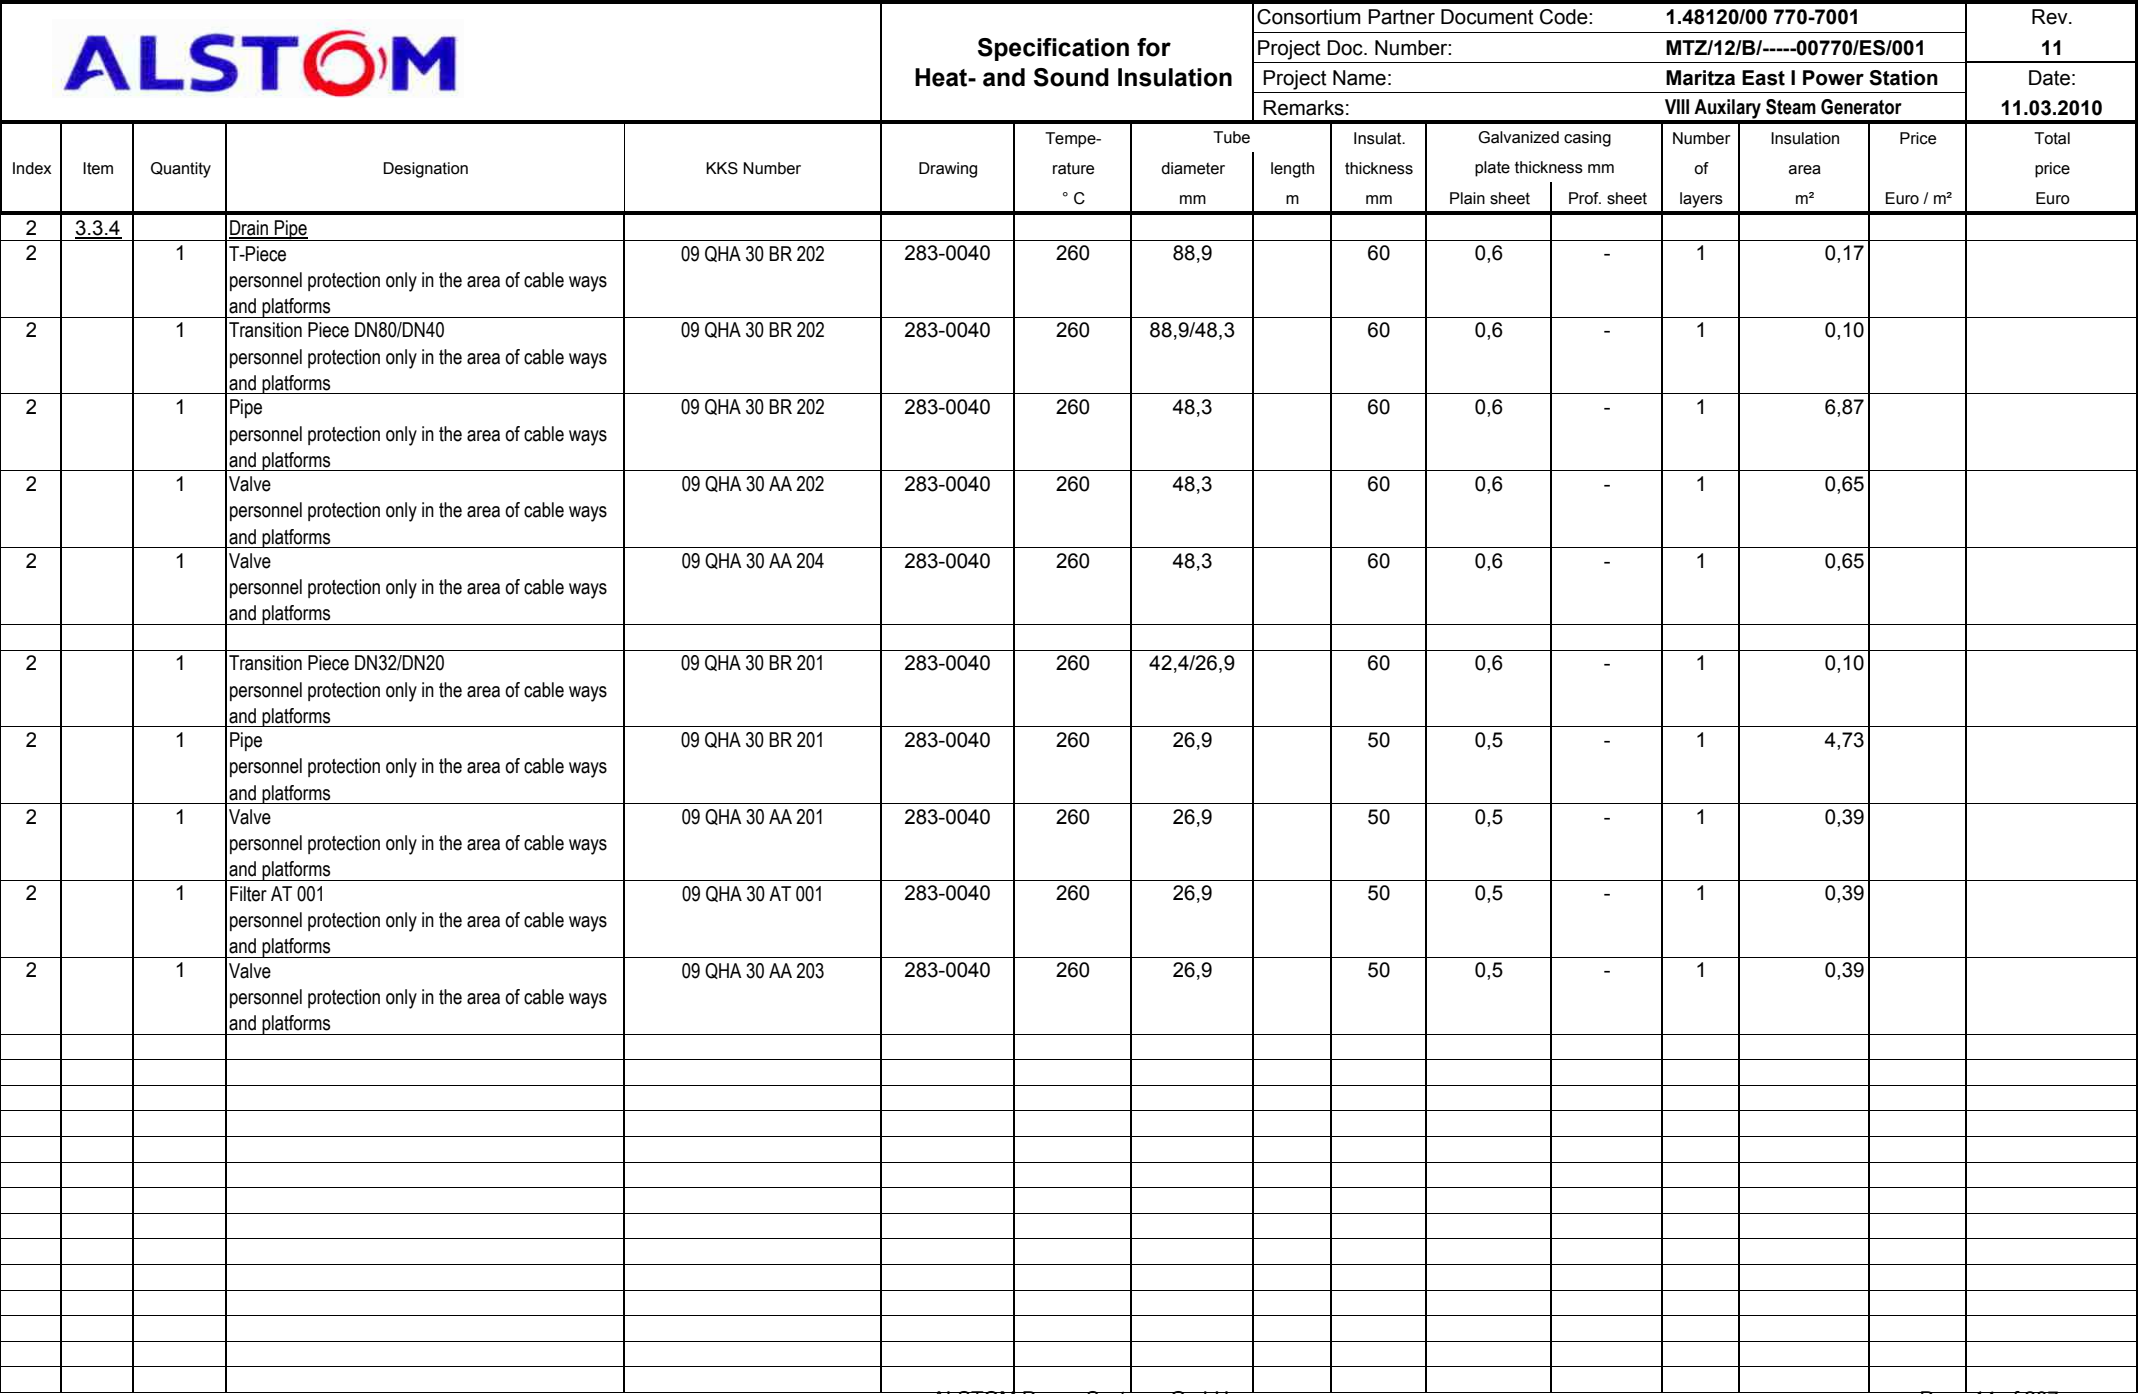 ALSTOM
Specification for
Heat- and Sound Insulation
Consortium Partner Document Code: 1.48120/00 770-7001 Rev.
Project Doc. Number: MTZ/12/B/-----00770/ES/001 11
Project Name: Maritza East I Power Station Date:
Remarks: VIII Auxilary Steam Generator 11.03.2010
Index Item Quantity Designation KKS Number Drawing Tempe- rature ° C Tube diameter mm length m Insulat. thickness mm Galvanized casing plate thickness mm Plain sheet Prof. sheet Number of layers Insulation area m² Price Euro / m² Total price Euro
2 3.3.4 Drain Pipe
2 1 T-Piece 09 QHA 30 BR 202 283-0040 260 88,9 60 0,6 - 1 0,17
personnel protection only in the area of cable ways
and platforms
2 1 Transition Piece DN80/DN40 09 QHA 30 BR 202 283-0040 260 88,9/48,3 60 0,6 - 1 0,10
personnel protection only in the area of cable ways
and platforms
2 1 Pipe 09 QHA 30 BR 202 283-0040 260 48,3 60 0,6 - 1 6,87
personnel protection only in the area of cable ways
and platforms
2 1 Valve 09 QHA 30 AA 202 283-0040 260 48,3 60 0,6 - 1 0,65
personnel protection only in the area of cable ways
and platforms
2 1 Valve 09 QHA 30 AA 204 283-0040 260 48,3 60 0,6 - 1 0,65
personnel protection only in the area of cable ways
and platforms
2 1 Transition Piece DN32/DN20 09 QHA 30 BR 201 283-0040 260 42,4/26,9 60 0,6 - 1 0,10
personnel protection only in the area of cable ways
and platforms
2 1 Pipe 09 QHA 30 BR 201 283-0040 260 26,9 50 0,5 - 1 4,73
personnel protection only in the area of cable ways
and platforms
2 1 Valve 09 QHA 30 AA 201 283-0040 260 26,9 50 0,5 - 1 0,39
personnel protection only in the area of cable ways
and platforms
2 1 Filter AT 001 09 QHA 30 AT 001 283-0040 260 26,9 50 0,5 - 1 0,39
personnel protection only in the area of cable ways
and platforms
2 1 Valve 09 QHA 30 AA 203 283-0040 260 26,9 50 0,5 - 1 0,39
personnel protection only in the area of cable ways
and platforms